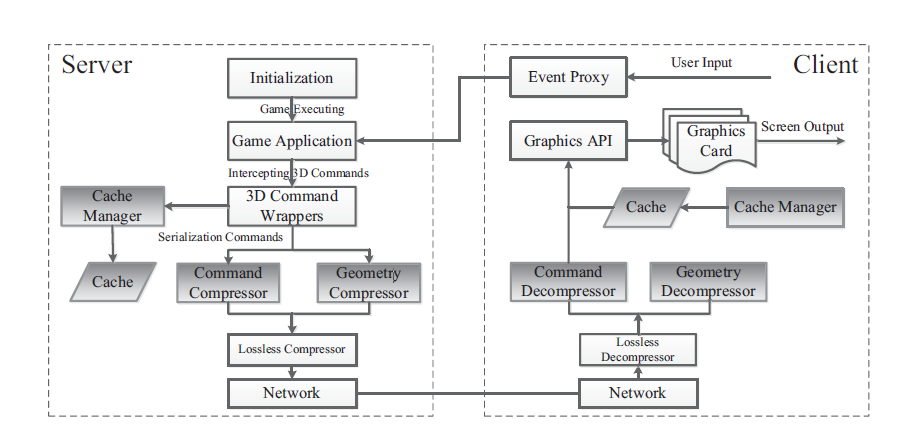 Server
Initialization
Game Executing
Game Application
Intercepting 3D Commands
Cache
Manager
3D Command
Wrappers
Serialization Commands
Cache
Command
Compressor
Geometry
Compressor
Lossless Compressor
Network
Client
Event Proxy
User Input
Graphics API
Graphics
Card
Screen Output
Cache
Cache Manager
Command
Decompressor
Geometry
Decompressor
Lossless
Decompressor
Network